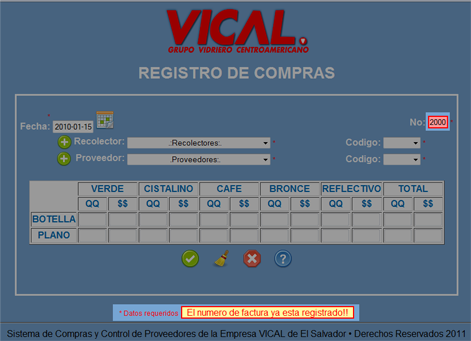 VICAL.
GRUPO VIDRIERO CENTROAMERICANO
REGISTRO DE COMPRAS
Fecha: 2010-01-15 * No: 2000 *
Recolector: .:Recolectores:. * Codigo: *
Proveedor: .:Proveedores:. * Codigo: *
VERDE CISTALINO CAFE BRONCE REFLECTIVO TOTAL
QQ $$ QQ $$ QQ $$ QQ $$ QQ $$ QQ $$
BOTELLA
PLANO
* Datos requeridos El numero de factura ya esta registrado!!
Sistema de Compras y Control de Proveedores de la Empresa VICAL de El Salvador • Derechos Reservados 2011